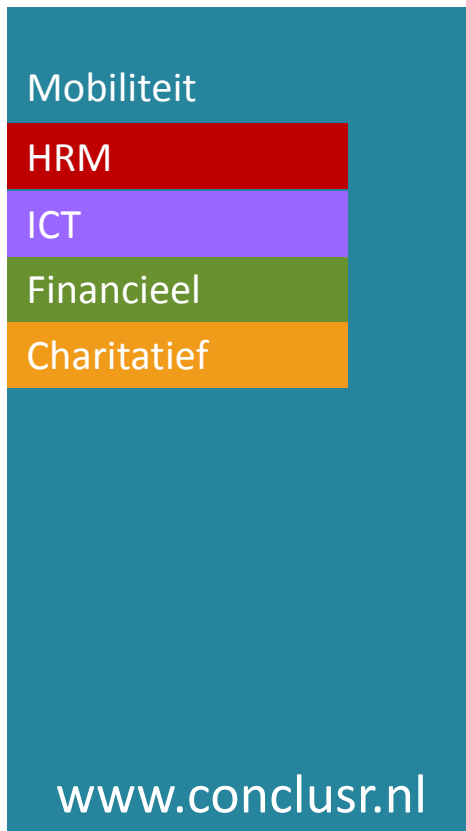 Mobiliteit
HRM
ICT
Financieel
Charitatief
www.conclusr.nl